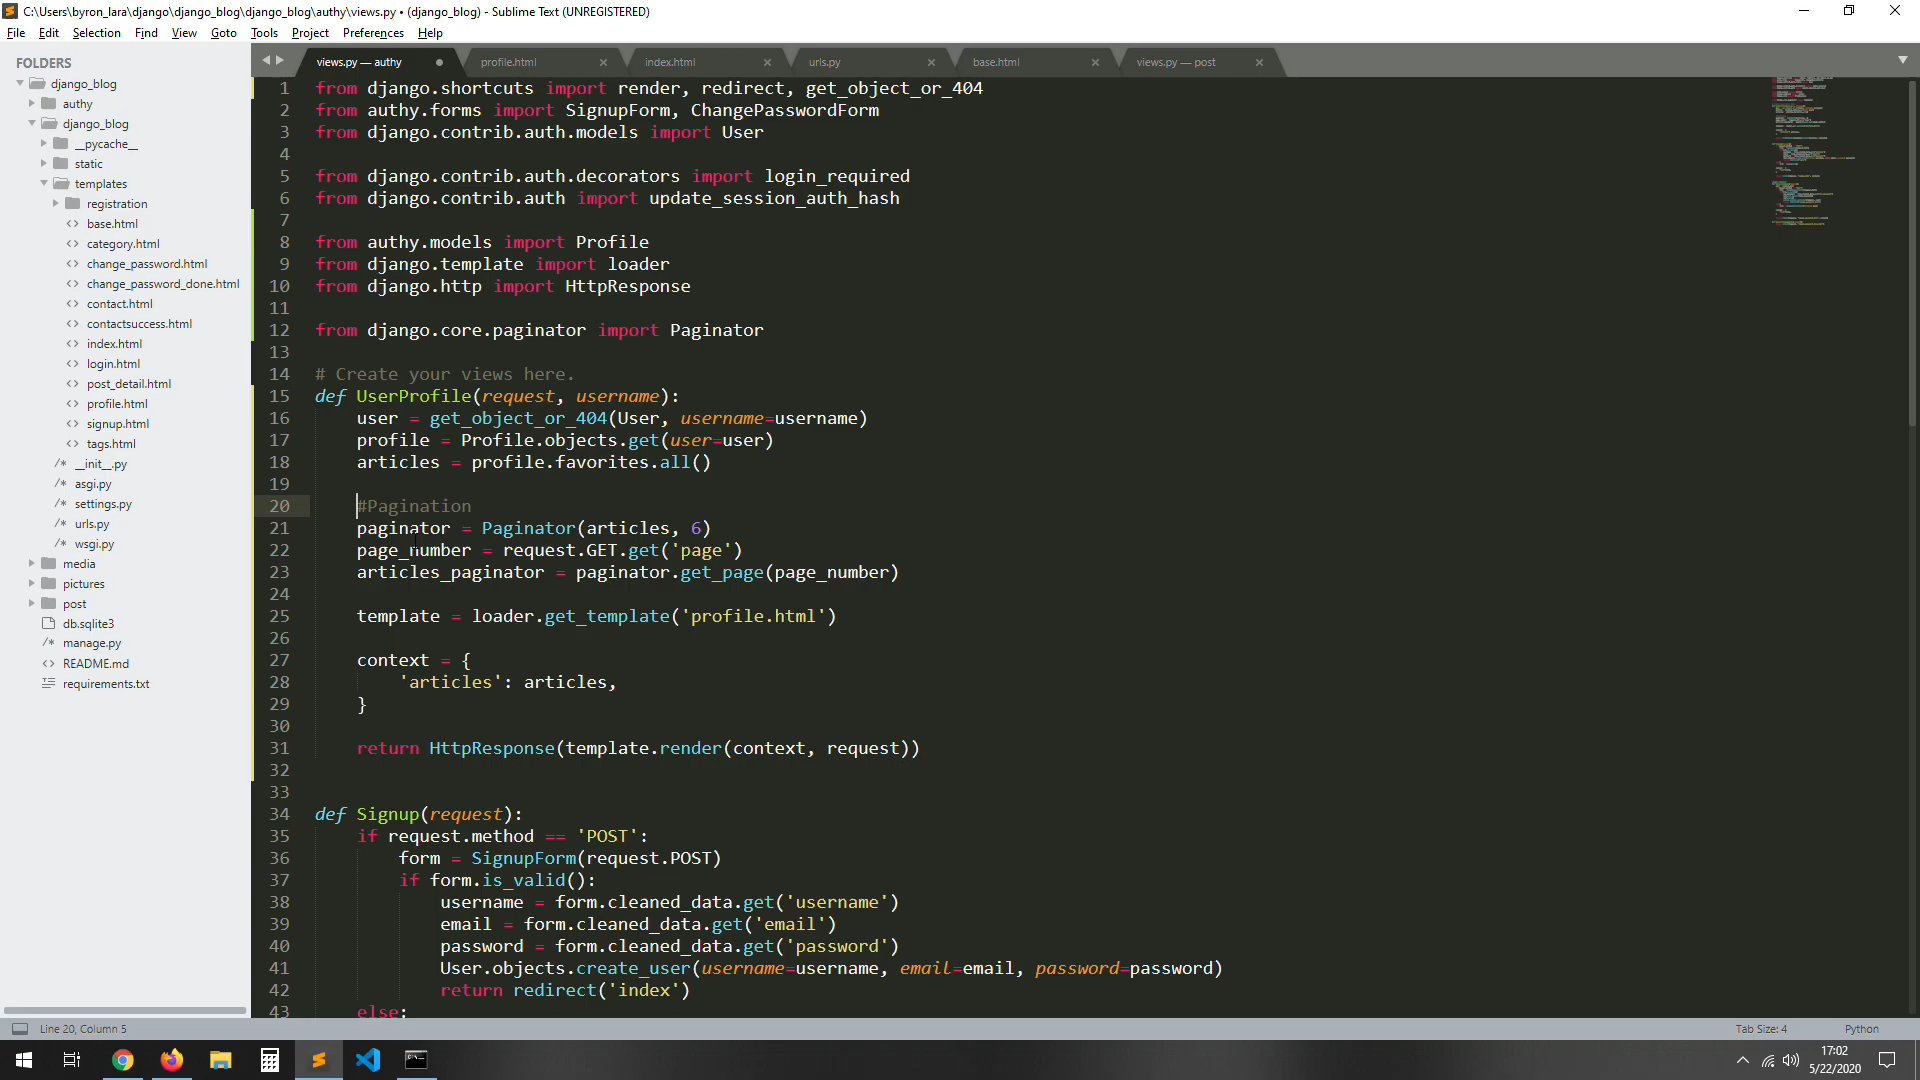 C:\Users\byron_lara\django\django_blog\django_blog\authy\views.py • (django_blog) - Sublime Text (UNREGISTERED)
File Edit Selection Find View Goto Tools Project Preferences Help
FOLDERS
django_blog
authy
django_blog
__pycache__
static
templates
registration
base.html
category.html
change_password.html
change_password_done.html
contact.html
contactsuccess.html
index.html
login.html
post_detail.html
profile.html
signup.html
tags.html
__init__.py
asgi.py
settings.py
urls.py
wsgi.py
media
pictures
post
db.sqlite3
manage.py
README.md
requirements.txt
views.py — authy profile.html index.html urls.py base.html views.py — post
1 from django.shortcuts import render, redirect, get_object_or_404
2 from authy.forms import SignupForm, ChangePasswordForm
3 from django.contrib.auth.models import User
4
5 from django.contrib.auth.decorators import login_required
6 from django.contrib.auth import update_session_auth_hash
7
8 from authy.models import Profile
9 from django.template import loader
10 from django.http import HttpResponse
11
12 from django.core.paginator import Paginator
13
14 # Create your views here.
15 def UserProfile(request, username):
16 user = get_object_or_404(User, username=username)
17 profile = Profile.objects.get(user=user)
18 articles = profile.favorites.all()
19
20 #Pagination
21 paginator = Paginator(articles, 6)
22 page_number = request.GET.get('page')
23 articles_paginator = paginator.get_page(page_number)
24
25 template = loader.get_template('profile.html')
26
27 context = {
28 'articles': articles,
29 }
30
31 return HttpResponse(template.render(context, request))
32
33
34 def Signup(request):
35 if request.method == 'POST':
36 form = SignupForm(request.POST)
37 if form.is_valid():
38 username = form.cleaned_data.get('username')
39 email = form.cleaned_data.get('email')
40 password = form.cleaned_data.get('password')
41 User.objects.create_user(username=username, email=email, password=password)
42 return redirect('index')
43 else:
Line 20, Column 5 Tab Size: 4 Python
17:02
5/22/2020